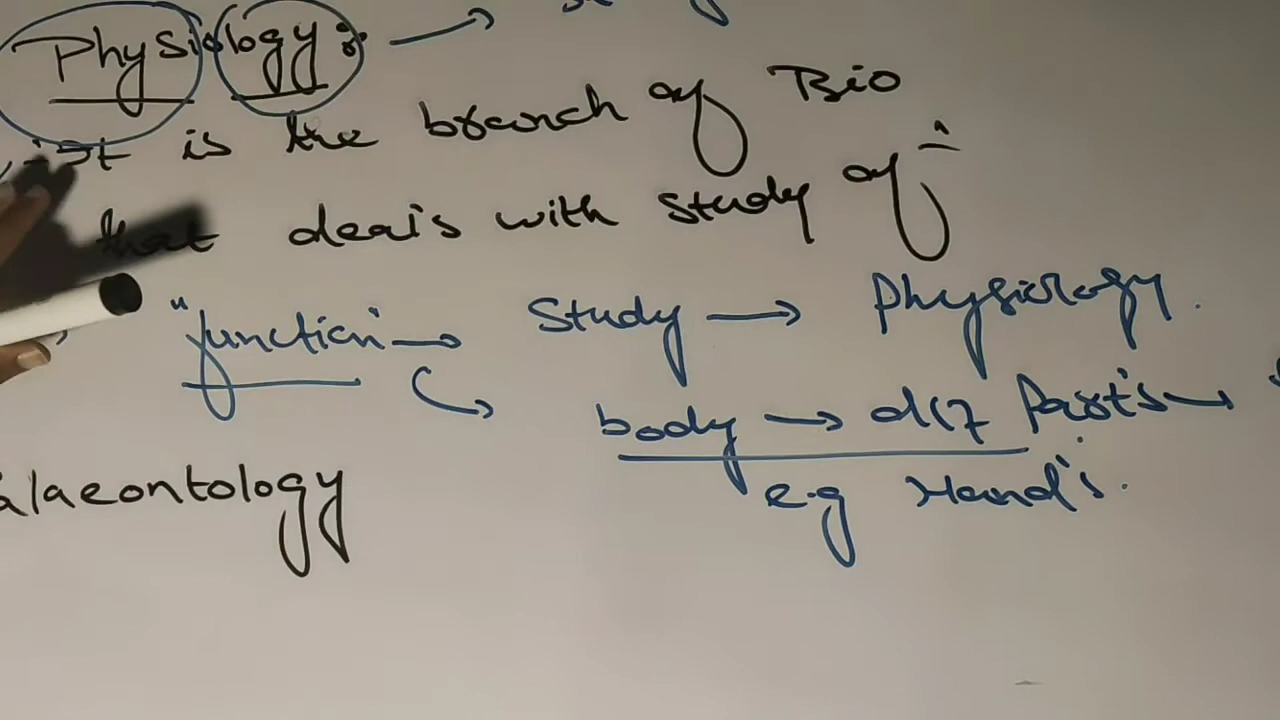 Physiology: →
it is the branch of Bio
that deals with study of
"function" → study → physiology.
body → diff Parts →
e.g Hand's.
alaeontology